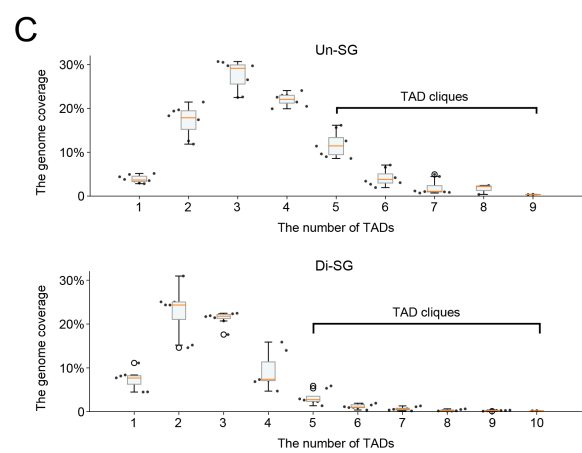 C
Un-SG
30%
20%
10%
0
The genome coverage
TAD cliques
1 2 3 4 5 6 7 8 9
The number of TADs
Di-SG
30%
20%
10%
0
The genome coverage
TAD cliques
1 2 3 4 5 6 7 8 9 10
The number of TADs